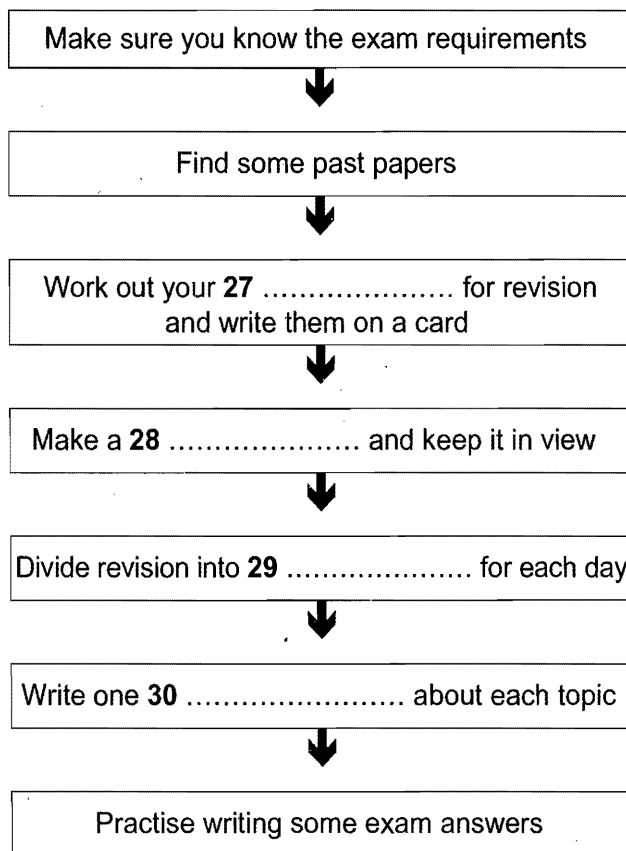 Make sure you know the exam requirements
Find some past papers
Work out your 27 ...................... for revision
and write them on a card
Make a 28 ...................... and keep it in view
Divide revision into 29 ...................... for each day
Write one 30 ......................... about each topic
Practise writing some exam answers